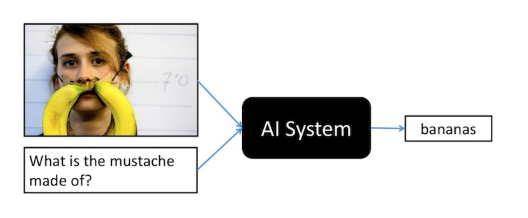 7'0
What is the mustache
made of?
AI System
bananas